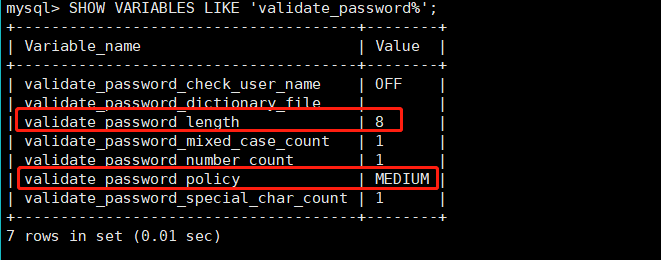 mysql> SHOW VARIABLES LIKE 'validate_password%';
+--------------------------------------+--------+
| Variable_name                        | Value  |
+--------------------------------------+--------+
| validate_password_check_user_name    | OFF    |
| validate_password_dictionary_file    |        |
| validate_password_length             | 8      |
| validate_password_mixed_case_count   | 1      |
| validate_password_number_count       | 1      |
| validate_password_policy             | MEDIUM |
| validate_password_special_char_count | 1      |
+--------------------------------------+--------+
7 rows in set (0.01 sec)